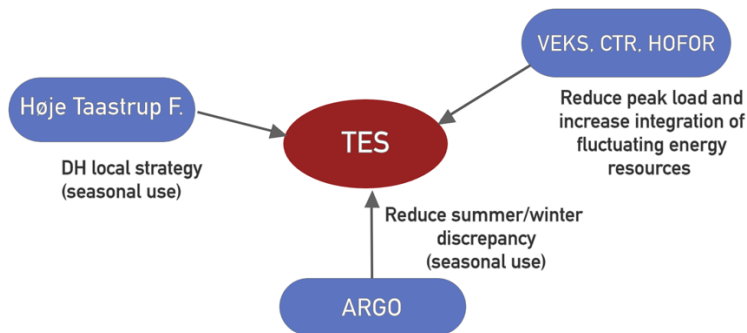 VEKS, CTR, HOFOR
Høje Taastrup F.
Reduce peak load and
increase integration of
fluctuating energy
resources
TES
DH local strategy
(seasonal use)
Reduce summer/winter
discrepancy
(seasonal use)
ARGO